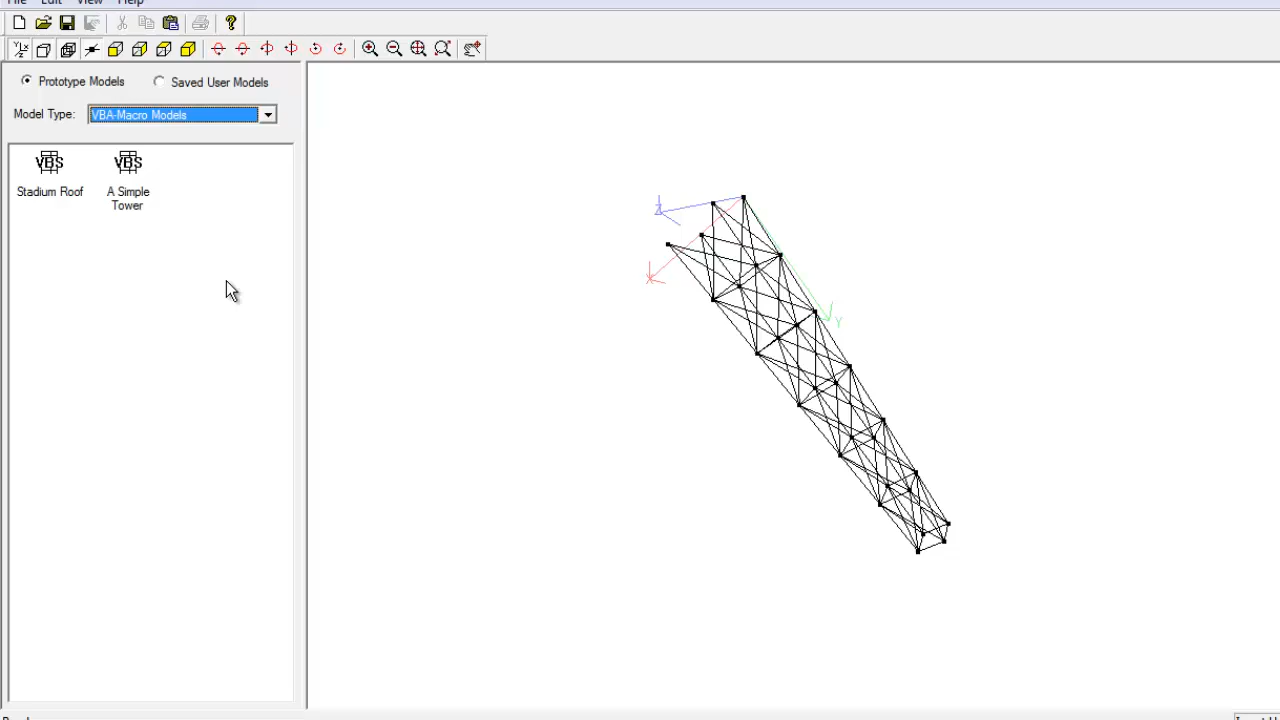 File Edit View Help
Prototype Models Saved User Models
Model Type: VBA-Macro Models
VBS VBS
Stadium Roof A Simple
Tower
Z
X
Y